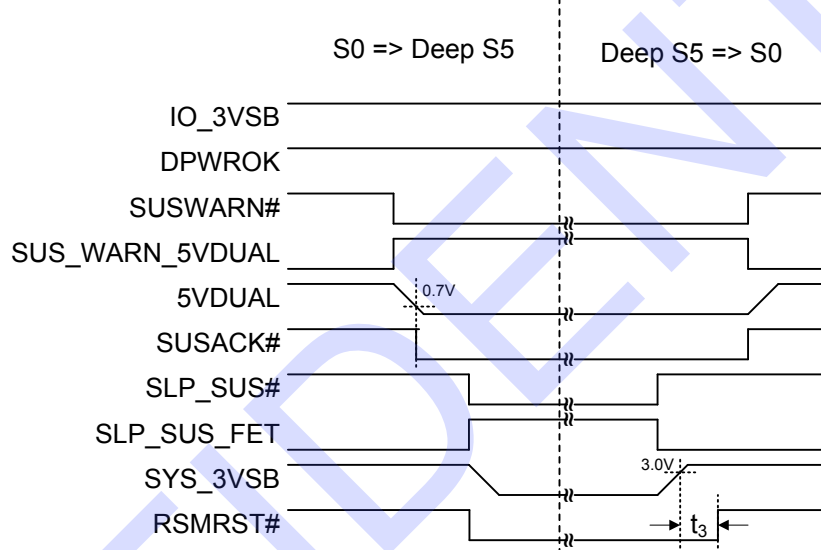 S0 => Deep S5
Deep S5 => S0
IO_3VSB
DPWROK
SUSWARN#
SUS_WARN_5VDUAL
5VDUAL
0.7V
SUSACK#
SLP_SUS#
SLP_SUS_FET
SYS_3VSB
3.0V
RSMRST#
t3